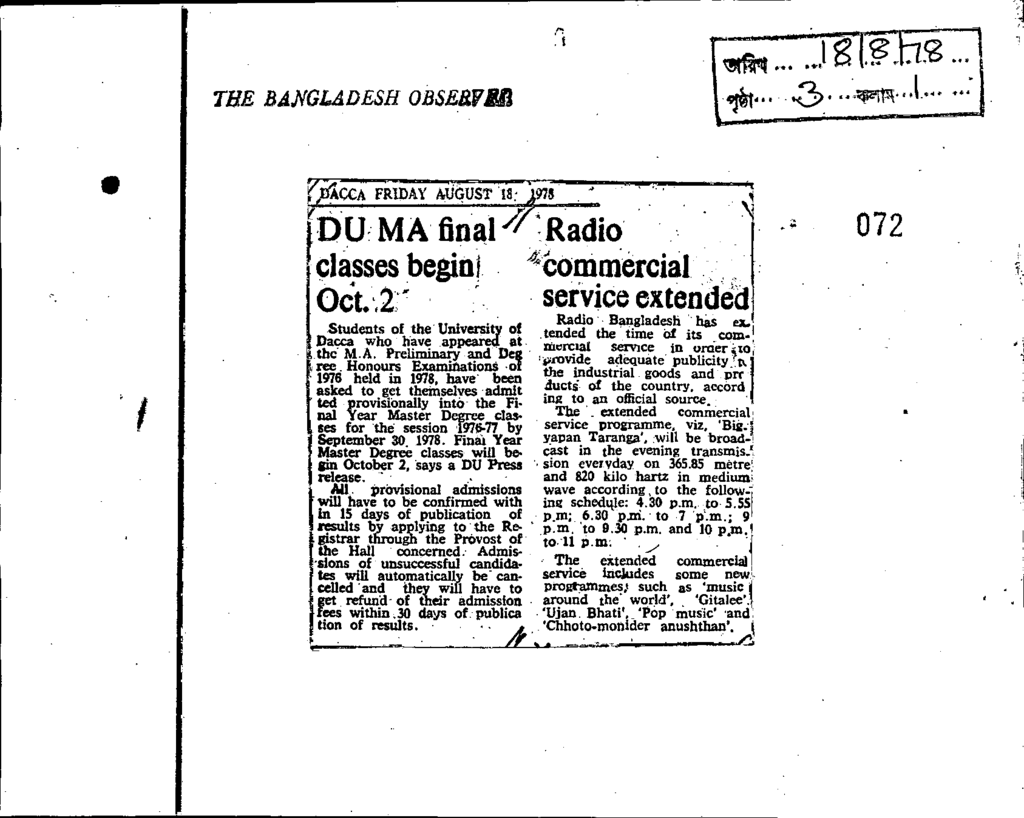 THE BANGLADESH OBSERVER
তারিখ ... ... 18.8.78 ...
পৃষ্ঠা ... 3 ... কলাম ... 1 ... ...
072
DACCA FRIDAY AUGUST 18, 1978
DU MA final
classes begin
Oct. 2
Students of the University of
Dacca who have appeared at
the M.A. Preliminary and Deg
ree Honours Examinations of
1976 held in 1978, have been
asked to get themselves admit
ted provisionally into the Fi-
nal Year Master Degree clas-
ses for the session 1976-77 by
September 30, 1978. Final Year
Master Degree classes will be-
gin October 2, says a DU Press
release.
All provisional admissions
will have to be confirmed with
in 15 days of publication of
results by applying to the Re-
gistrar through the Provost of
the Hall concerned. Admis-
sions of unsuccessful candida-
tes will automatically be can-
celled and they will have to
get refund of their admission
fees within 30 days of publica
tion of results.
Radio
commercial
service extended
Radio Bangladesh has ex
tended the time of its com-
mercial service in order to
provide adequate publicity
the industrial goods and pro
ducts of the country, accord
ing to an official source.
The extended commercial
service programme, viz, 'Big-
yapan Taranga', will be broad-
cast in the evening transmis-
sion everyday on 365.85 metre
and 820 kilo hartz in medium
wave according to the follow-
ing schedule: 4.30 p.m. to 5.55
p.m; 6.30 p.m. to 7 p.m.; 9
p.m. to 9.30 p.m. and 10 p.m.
to 11 p.m.
The extended commercial
service includes some new
programmes, such as 'music
around the world', 'Gitalee',
'Ujan Bhati', 'Pop music' and
'Chhoto-monider anushthan'.